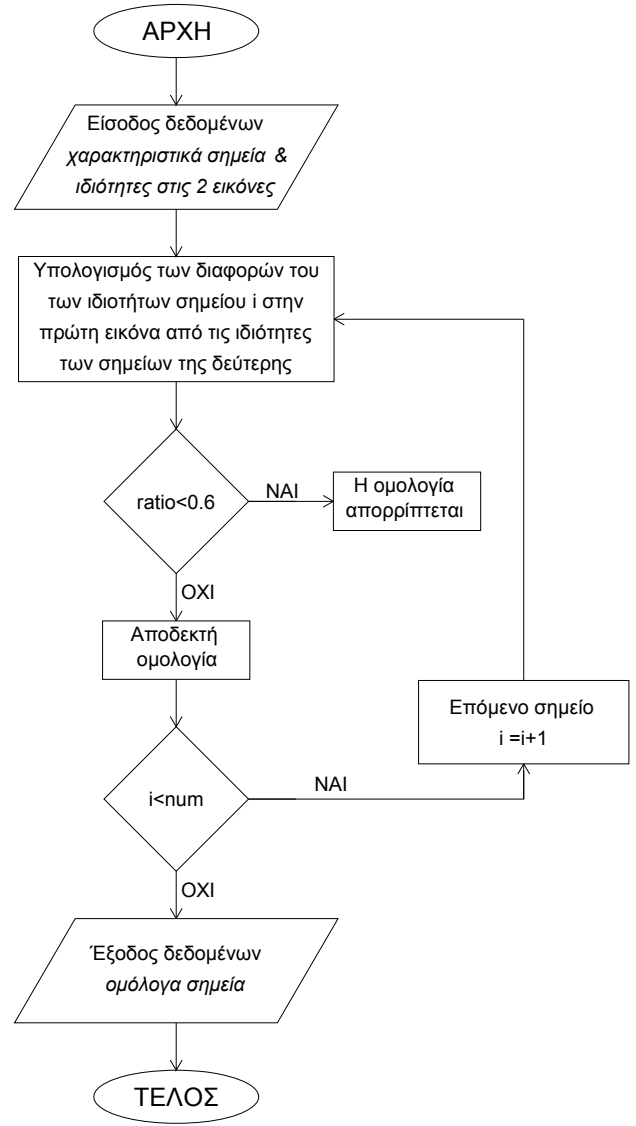 ΑΡΧΗ
Είσοδος δεδομένων
χαρακτηριστικά σημεία &
ιδιότητες στις 2 εικόνες
Υπολογισμός των διαφορών του
των ιδιοτήτων σημείου i στην
πρώτη εικόνα από τις ιδιότητες
των σημείων της δεύτερης
ratio<0.6
ΝΑΙ
Η ομολογία
απορρίπτεται
ΟΧΙ
Αποδεκτή
ομολογία
Επόμενο σημείο
i =i+1
i<num
ΝΑΙ
ΟΧΙ
Έξοδος δεδομένων
ομόλογα σημεία
ΤΕΛΟΣ